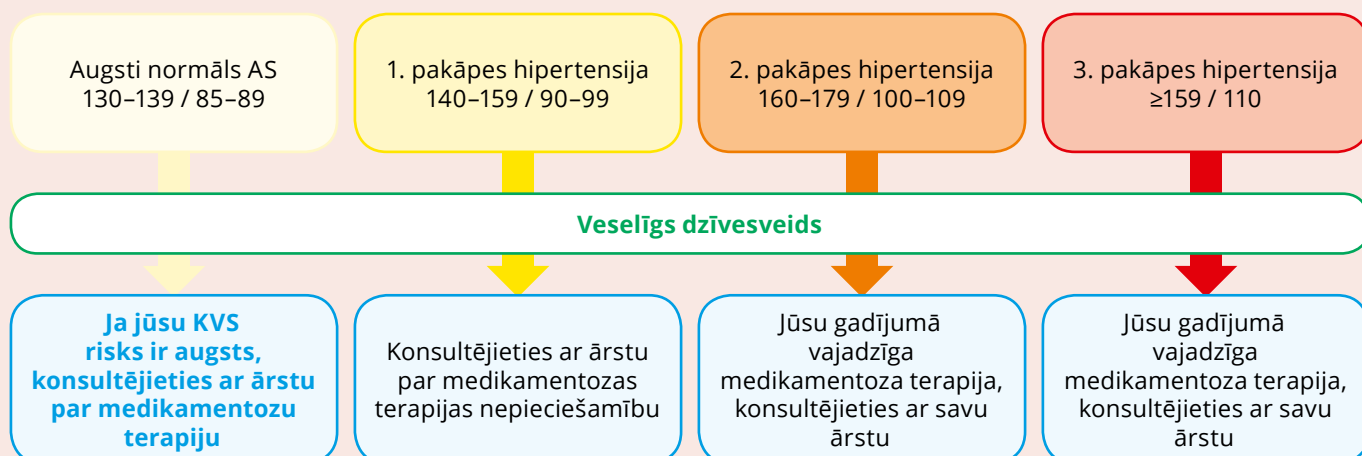 Augsti normāls AS
130–139 / 85–89
1. pakāpes hipertensija
140–159 / 90–99
2. pakāpes hipertensija
160–179 / 100–109
3. pakāpes hipertensija
≥159 / 110
Veselīgs dzīvesveids
Ja jūsu KVS
risks ir augsts,
konsultējieties ar ārstu
par medikamentozu
terapiju
Konsultējieties ar ārstu
par medikamentozas
terapijas nepieciešamību
Jūsu gadījumā
vajadzīga
medikamentoza terapija,
konsultējieties ar savu
ārstu
Jūsu gadījumā
vajadzīga
medikamentoza terapija,
konsultējieties ar savu
ārstu